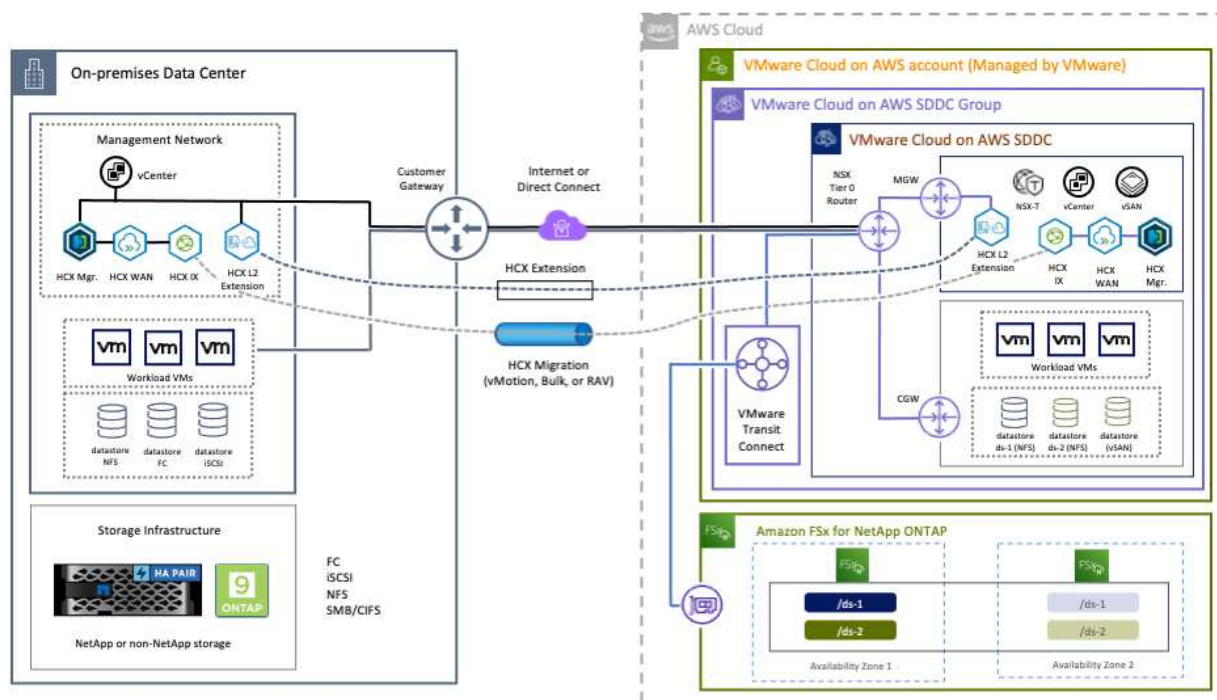 aws
AWS Cloud
On-premises Data Center
Management Network
vCenter
HCX Mgr.
HCX WAN
HCX IX
HCX L2
Extension
vm
vm
vm
Workload VMs
datastore
NFS
datastore
FC
datastore
iSCSI
Storage Infrastructure
HA PAIR
9
ONTAP
NetApp or non-NetApp storage
FC
iSCSI
NFS
SMB/CIFS
Customer
Gateway
Internet or
Direct Connect
HCX Extension
HCX Migration
(vMotion, Bulk, or RAV)
VMware Cloud on AWS account (Managed by VMware)
VMware Cloud on AWS SDDC Group
VMware Cloud on AWS SDDC
NSX
Tier 0
Router
MGW
T
NSX-T
vCenter
vSAN
HCX L2
Extension
HCX
IX
HCX
WAN
HCX
Mgr.
VMware
Transit
Connect
CGW
vm
vm
vm
Workload VMs
datastore
ds-1 (NFS)
datastore
ds-2 (NFS)
datastore
(vSAN)
FSx
Amazon FSx for NetApp ONTAP
FSx
/ds-1
/ds-2
Availability Zone 1
FSx
/ds-1
/ds-2
Availability Zone 2